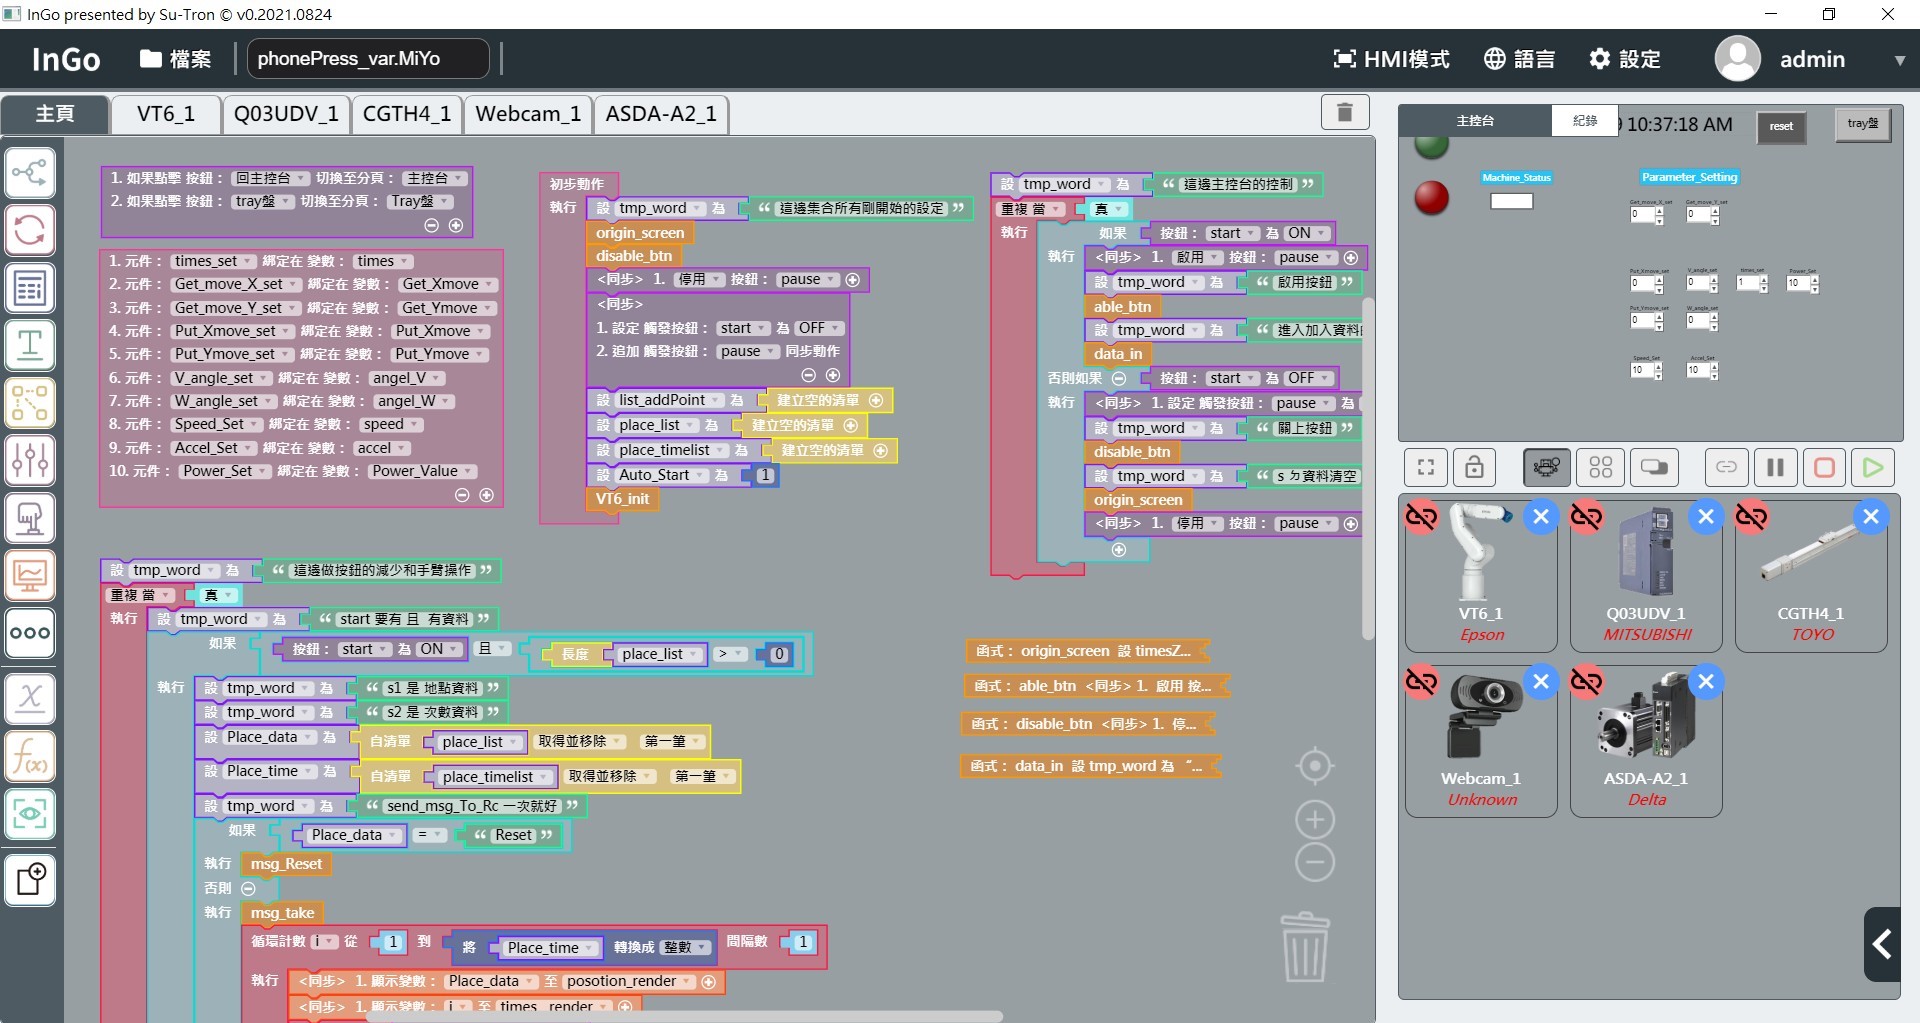 InGo presented by Su-Tron © v0.2021.0824
InGo 檔案 phonePress_var.MiYo HMI模式 語言 設定 admin
主頁 VT6_1 Q03UDV_1 CGTH4_1 Webcam_1 ASDA-A2_1
1. 如果點擊 按鈕： 回主控台 切換至分頁： 主控台
2. 如果點擊 按鈕： tray盤 切換至分頁： Tray盤
1. 元件： times_set 綁定在 變數： times
2. 元件： Get_move_X_set 綁定在 變數： Get_Xmove
3. 元件： Get_move_Y_set 綁定在 變數： Get_Ymove
4. 元件： Put_Xmove_set 綁定在 變數： Put_Xmove
5. 元件： Put_Ymove_set 綁定在 變數： Put_Ymove
6. 元件： V_angle_set 綁定在 變數： angel_V
7. 元件： W_angle_set 綁定在 變數： angel_W
8. 元件： Speed_Set 綁定在 變數： speed
9. 元件： Accel_Set 綁定在 變數： accel
10. 元件： Power_Set 綁定在 變數： Power_Value
初步動作
執行 設 tmp_word 為 “ 這邊集合所有剛開始的設定 ”
origin_screen
disable_btn
<同步> 1. 停用 按鈕： pause
<同步>
1. 設定 觸發按鈕： start 為 OFF
2. 追加 觸發按鈕： pause 同步動作
設 list_addPoint 為 建立空的清單
設 place_list 為 建立空的清單
設 place_timelist 為 建立空的清單
設 Auto_Start 為 1
VT6_init
設 tmp_word 為 “ 這邊主控台的控制 ”
重複 當 真
執行 如果 按鈕： start 為 ON
執行 <同步> 1. 啟用 按鈕： pause
設 tmp_word 為 “ 啟用按鈕 ”
able_btn
設 tmp_word 為 “ 進入加入資料
data_in
否則如果 按鈕： start 為 OFF
執行 <同步> 1. 設定 觸發按鈕： pause 為
設 tmp_word 為 “ 關上按鈕 ”
disable_btn
設 tmp_word 為 “ s ㄉ資料清空
origin_screen
<同步> 1. 停用 按鈕： pause
設 tmp_word 為 “ 這邊做按鈕的減少和手臂操作 ”
重複 當 真
執行 設 tmp_word 為 “ start 要有 且 有資料 ”
如果 按鈕： start 為 ON 且 長度 place_list > 0
執行 設 tmp_word 為 “ s1 是 地點資料 ”
設 tmp_word 為 “ s2 是 次數資料 ”
設 Place_data 為 自清單 place_list 取得並移除 第一筆
設 Place_time 為 自清單 place_timelist 取得並移除 第一筆
設 tmp_word 為 “ send_msg_To_Rc 一次就好 ”
如果 Place_data = “ Reset ”
執行 msg_Reset
否則
執行 msg_take
循環計數 i 從 1 到 將 Place_time 轉換成 整數 間隔數 1
執行 <同步> 1. 顯示變數： Place_data 至 posotion_render
<同步> 1. 顯示變數： i 至 times_render
函式： origin_screen 設 timesZ...
函式： able_btn <同步> 1. 啟用 按...
函式： disable_btn <同步> 1. 停...
函式： data_in 設 tmp_word 為 “...
主控台 紀錄 10:37:18 AM reset tray盤
Machine_Status Parameter_Setting
Get_move_X_set Get_move_Y_set
0 0
Put_Xmove_set V_angle_set times_set Power_Set
0 0 1 10
Put_Ymove_set W_angle_set
0 0
Speed_Set Accel_Set
10 10
VT6_1 Q03UDV_1 CGTH4_1
Epson MITSUBISHI TOYO
Webcam_1 ASDA-A2_1
Unknown Delta